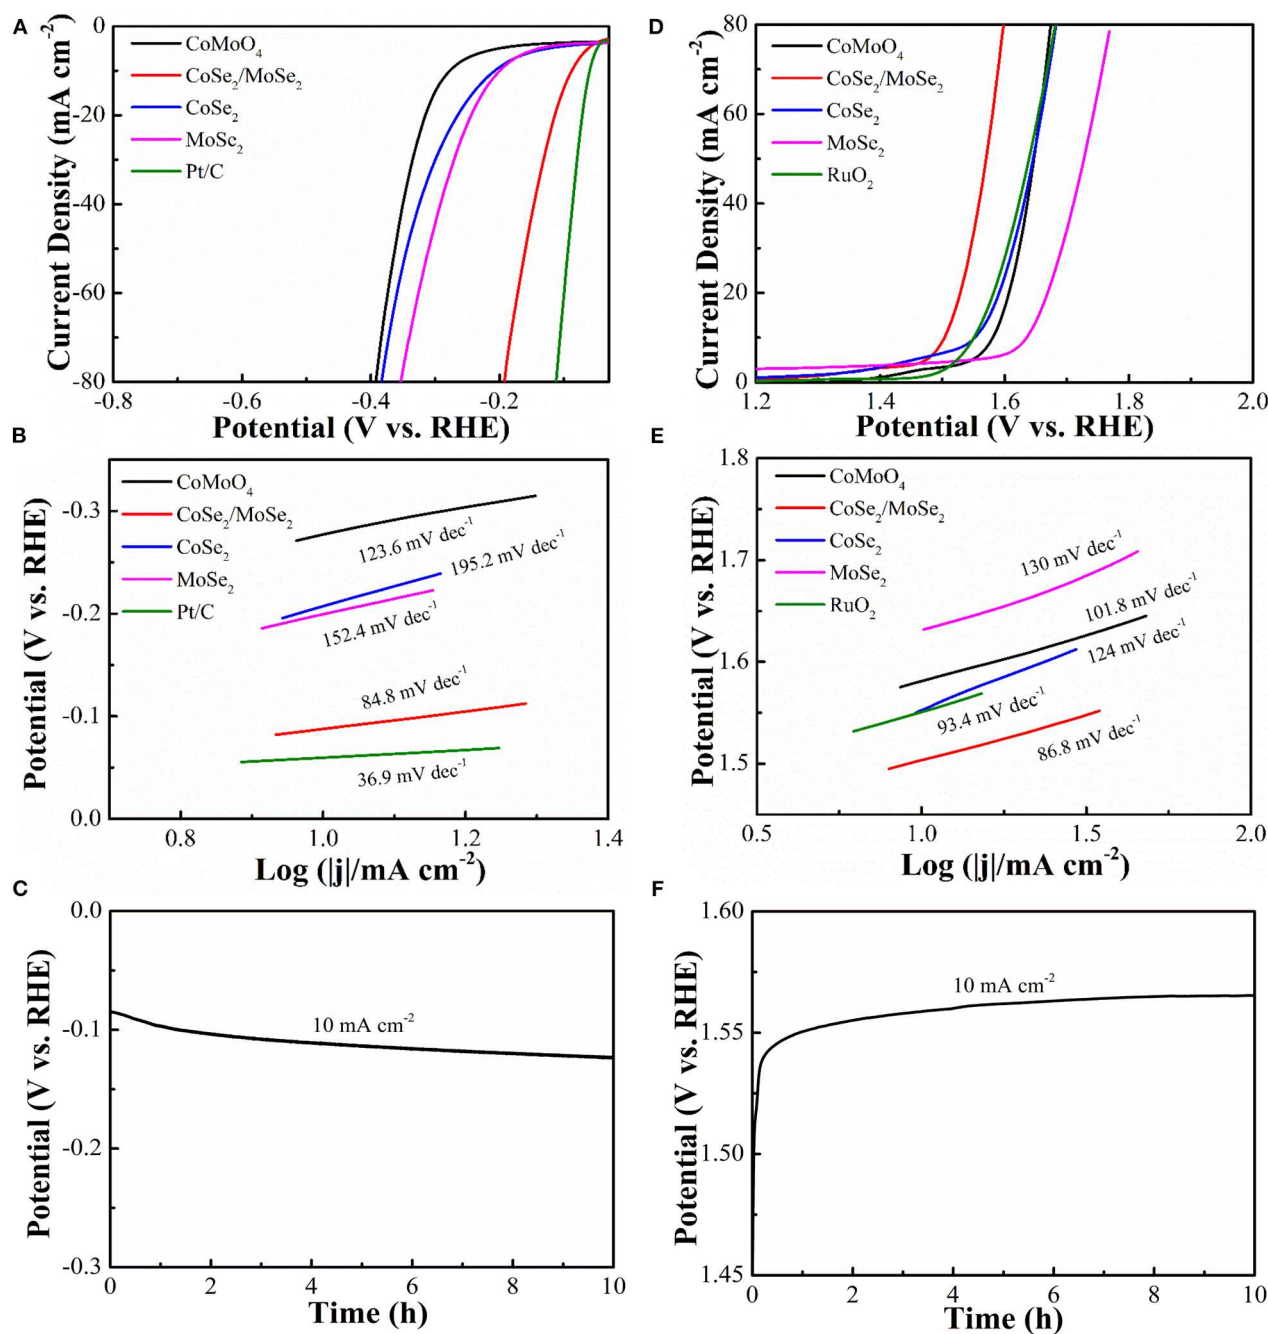 A
0
CoMoO₄
CoSe₂/MoSe₂
CoSe₂
MoSe₂
Pt/C
-20
-40
-60
-80
-0.8
-0.6
-0.4
-0.2
Current Density (mA cm⁻²)
Potential (V vs. RHE)
D
80
CoMoO₄
CoSe₂/MoSe₂
CoSe₂
MoSe₂
RuO₂
60
40
20
0
1.2
1.4
1.6
1.8
2.0
Current Density (mA cm⁻²)
Potential (V vs. RHE)
B
CoMoO₄
CoSe₂/MoSe₂
CoSe₂
MoSe₂
Pt/C
-0.3
-0.2
-0.1
0.0
123.6 mV dec⁻¹
195.2 mV dec⁻¹
152.4 mV dec⁻¹
84.8 mV dec⁻¹
36.9 mV dec⁻¹
0.8
1.0
1.2
1.4
Potential (V vs. RHE)
Log (|j|/mA cm⁻²)
E
1.8
CoMoO₄
CoSe₂/MoSe₂
CoSe₂
MoSe₂
RuO₂
1.7
1.6
1.5
130 mV dec⁻¹
101.8 mV dec⁻¹
124 mV dec⁻¹
93.4 mV dec⁻¹
86.8 mV dec⁻¹
0.5
1.0
1.5
2.0
Potential (V vs. RHE)
Log (|j|/mA cm⁻²)
C
0.0
-0.1
-0.2
-0.3
10 mA cm⁻²
0
2
4
6
8
10
Potential (V vs. RHE)
Time (h)
F
1.60
1.55
1.50
1.45
10 mA cm⁻²
0
2
4
6
8
10
Potential (V vs. RHE)
Time (h)